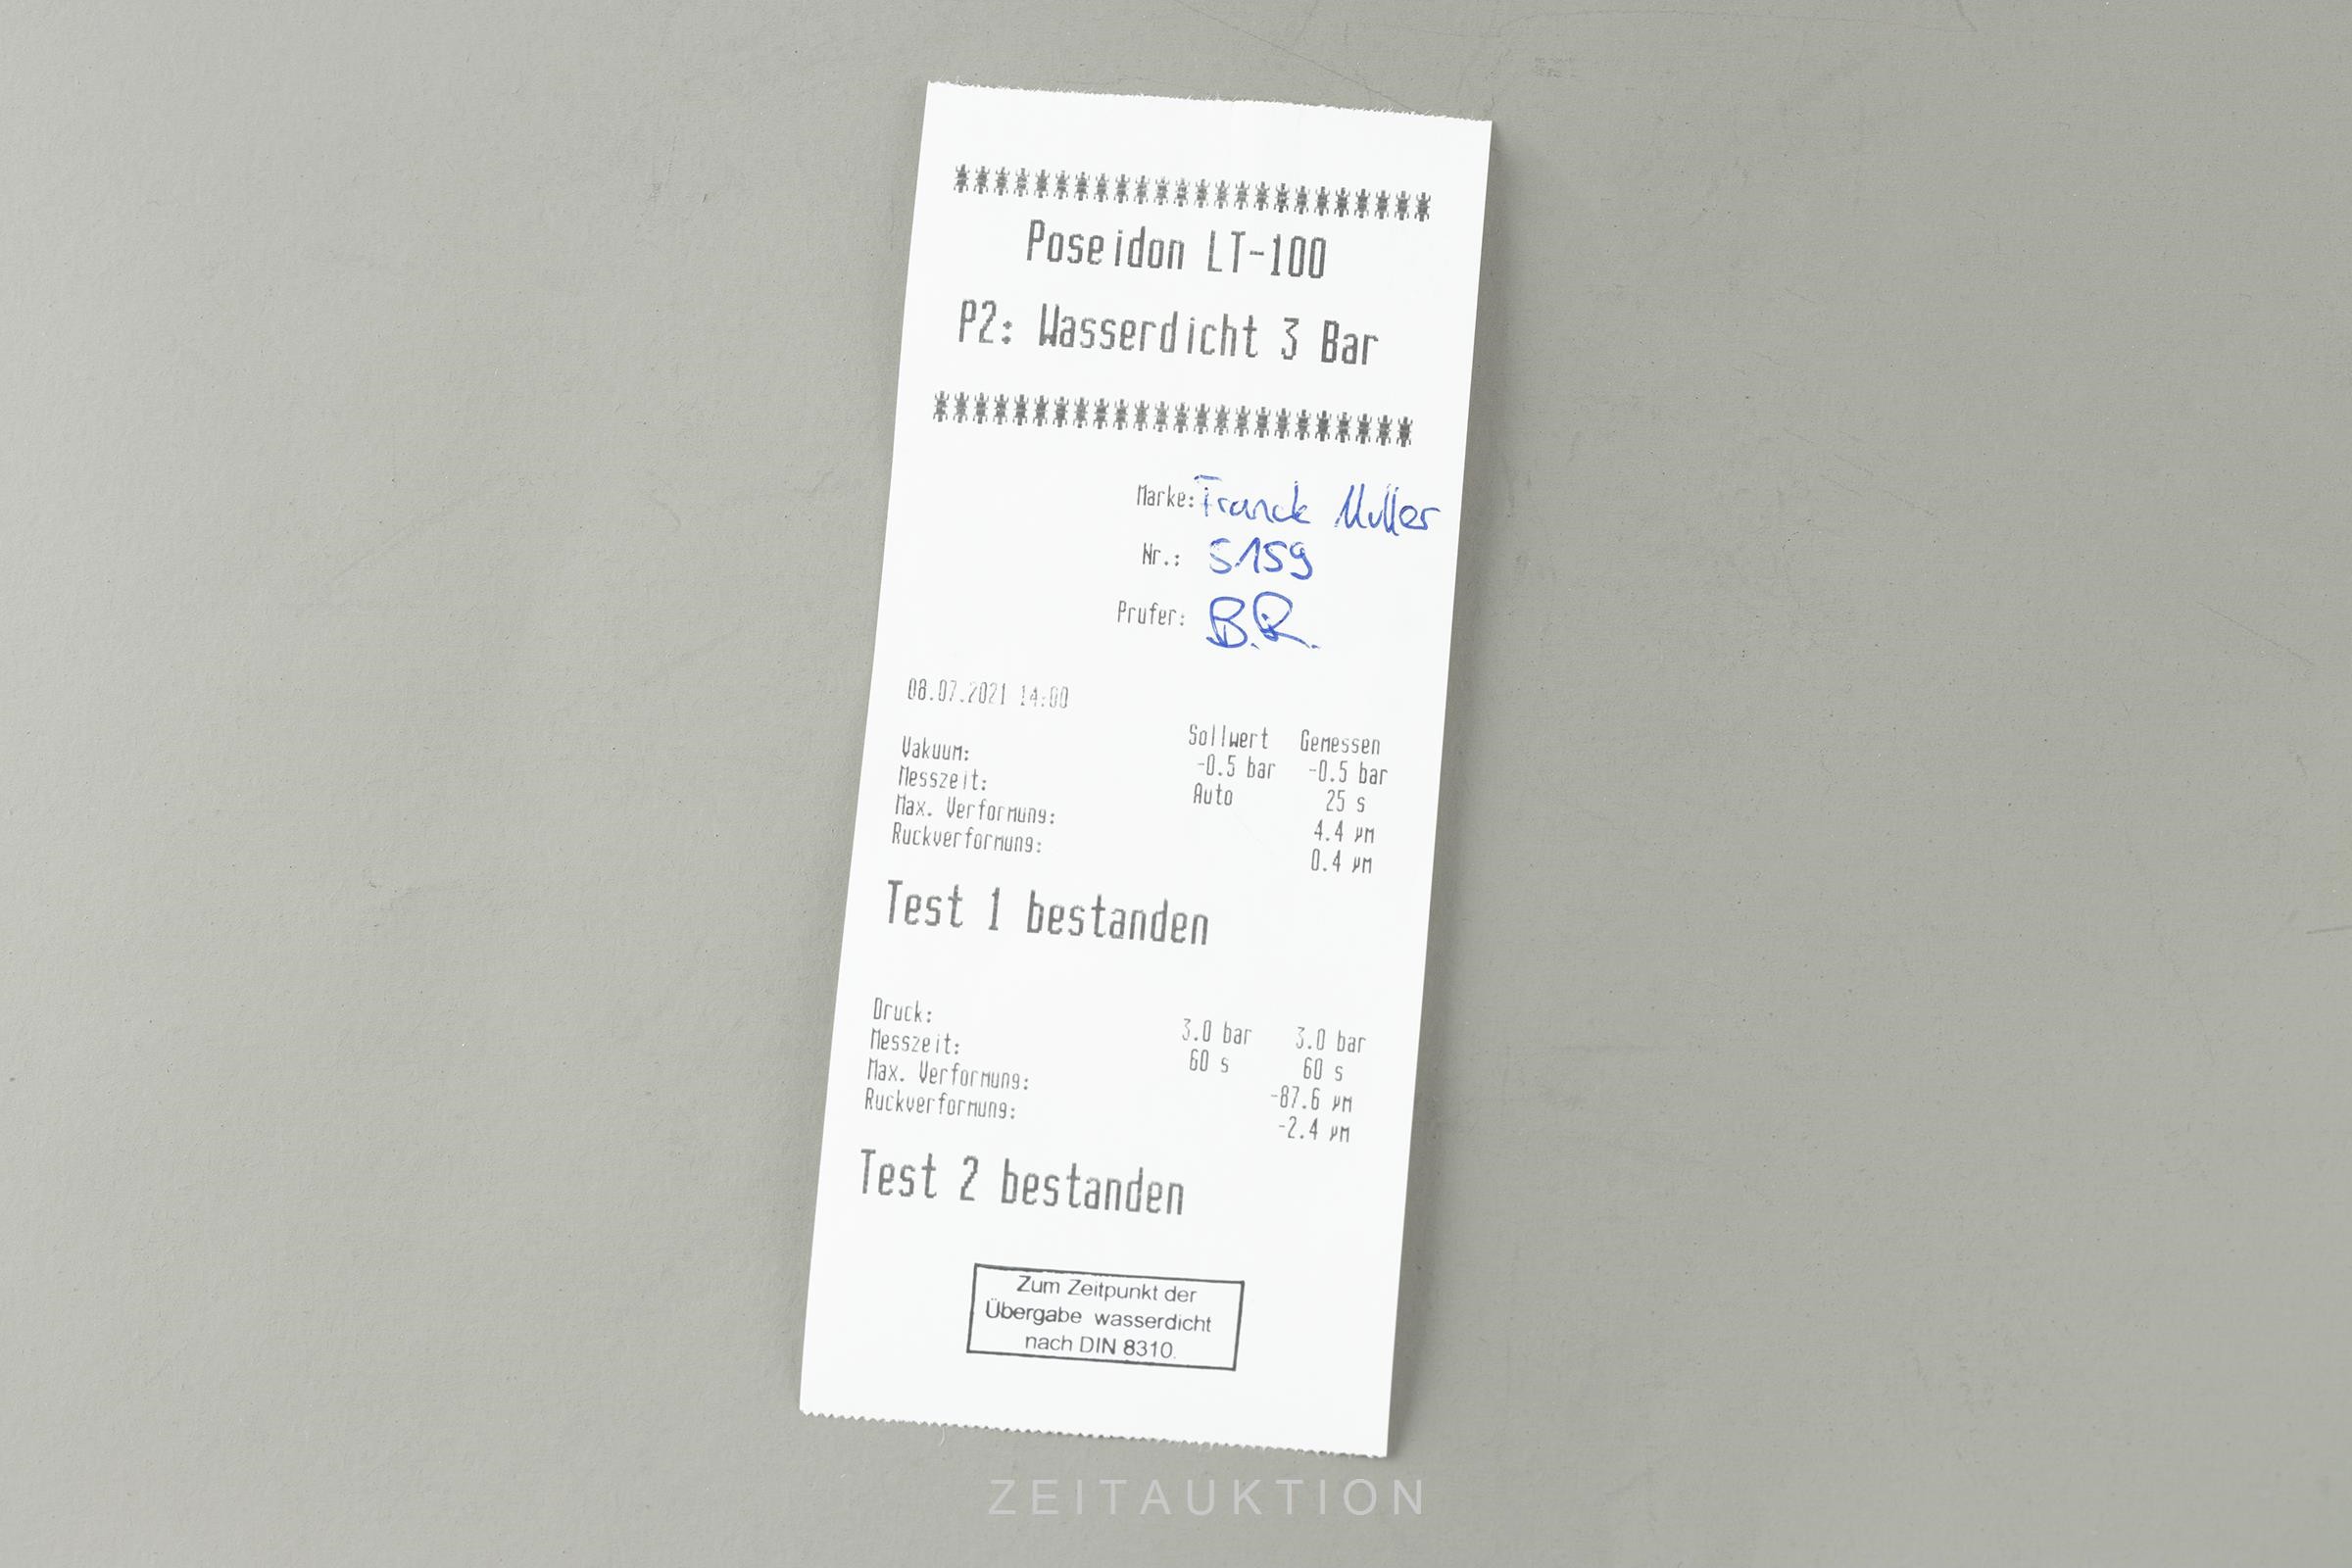 ************************
Poseidon LT-100
P2: Wasserdicht 3 Bar
************************
Marke: Franck Muller
Nr.: 5159
Prufer: B.R.
08.07.2021 14:00
Sollwert Gemessen
Vakuum: -0.5 bar -0.5 bar
Messzeit: Auto 25 s
Max. Verformung: 4.4 µm
Ruckverformung: 0.4 µm
Test 1 bestanden
Druck: 3.0 bar 3.0 bar
Messzeit: 60 s 60 s
Max. Verformung: -87.6 µm
Ruckverformung: -2.4 µm
Test 2 bestanden
Zum Zeitpunkt der
Übergabe wasserdicht
nach DIN 8310.
ZEITAUKTION